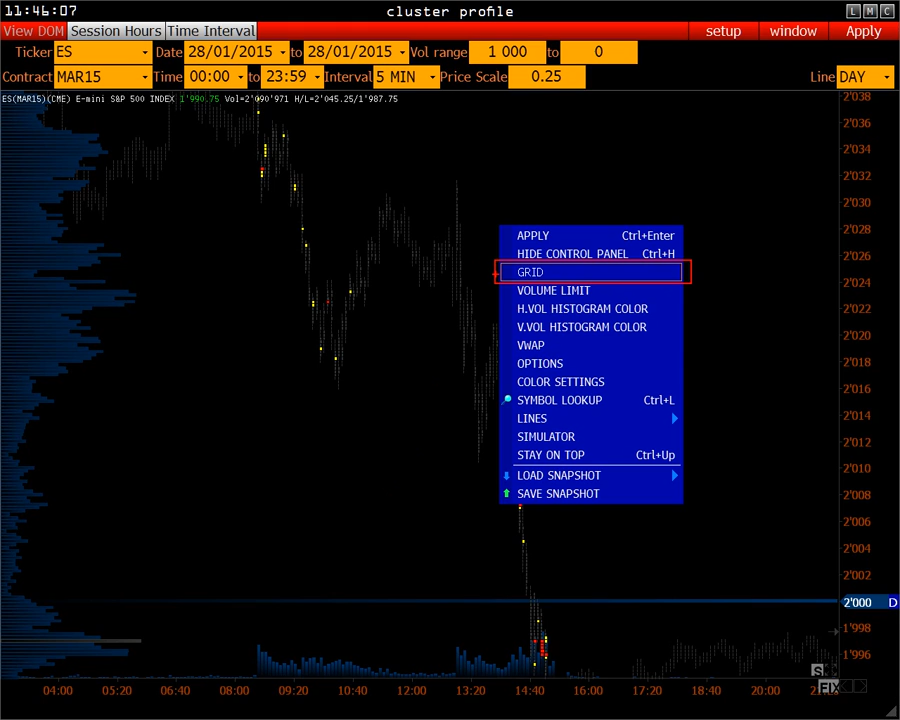 11:46:07 cluster profile L M C
View DOM Session Hours Time Interval setup window Apply
Ticker ES Date 28/01/2015 to 28/01/2015 Vol range 1 000 to 0
Contract MAR15 Time 00:00 to 23:59 Interval 5 MIN Price Scale 0.25 Line DAY
ES(MAR15)(CME) E-mini S&P 500 INDEX 1'990.75 Vol=2'090'971 H/L=2'045.25/1'987.75
2'038
2'036
2'034
2'032
2'030
2'028
2'026
2'024
2'022
2'020
2'018
2'016
2'014
2'012
2'010
2'008
2'006
2'004
2'002
2'000 D
1'998
1'996
APPLY Ctrl+Enter
HIDE CONTROL PANEL Ctrl+H
GRID
VOLUME LIMIT
H.VOL HISTOGRAM COLOR
V.VOL HISTOGRAM COLOR
VWAP
OPTIONS
COLOR SETTINGS
SYMBOL LOOKUP Ctrl+L
LINES
SIMULATOR
STAY ON TOP Ctrl+Up
LOAD SNAPSHOT
SAVE SNAPSHOT
S
FIX
04:00 05:20 06:40 08:00 09:20 10:40 12:00 13:20 14:40 16:00 17:20 18:40 20:00